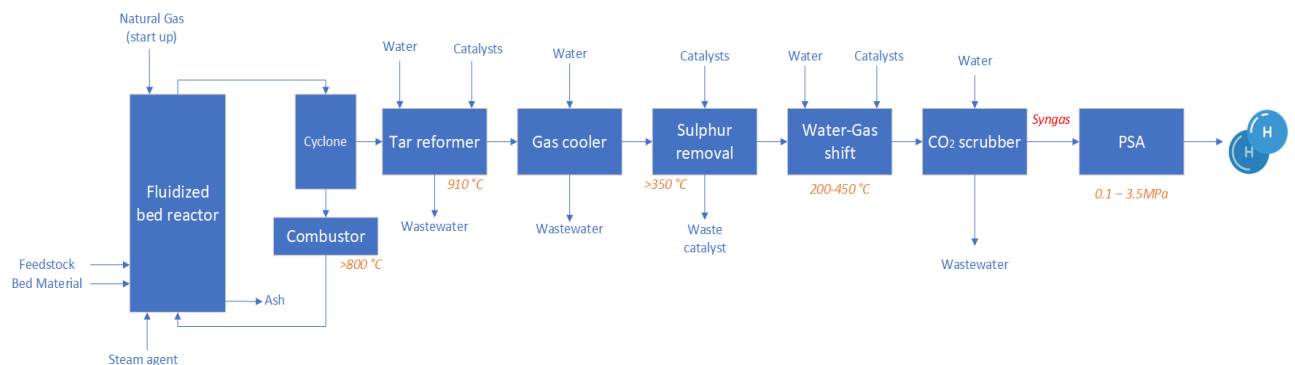 Natural Gas
(start up)
Water
Catalysts
Water
Catalysts
Water
Catalysts
Water
Fluidized
bed reactor
Cyclone
Tar reformer
Gas cooler
Sulphur
removal
Water-Gas
shift
CO₂ scrubber
Syngas
PSA
H
H
910 °C
>350 °C
200-450 °C
0.1 – 3.5MPa
Combustor
>800 °C
Wastewater
Wastewater
Waste
catalyst
Wastewater
Feedstock
Bed Material
Ash
Steam agent